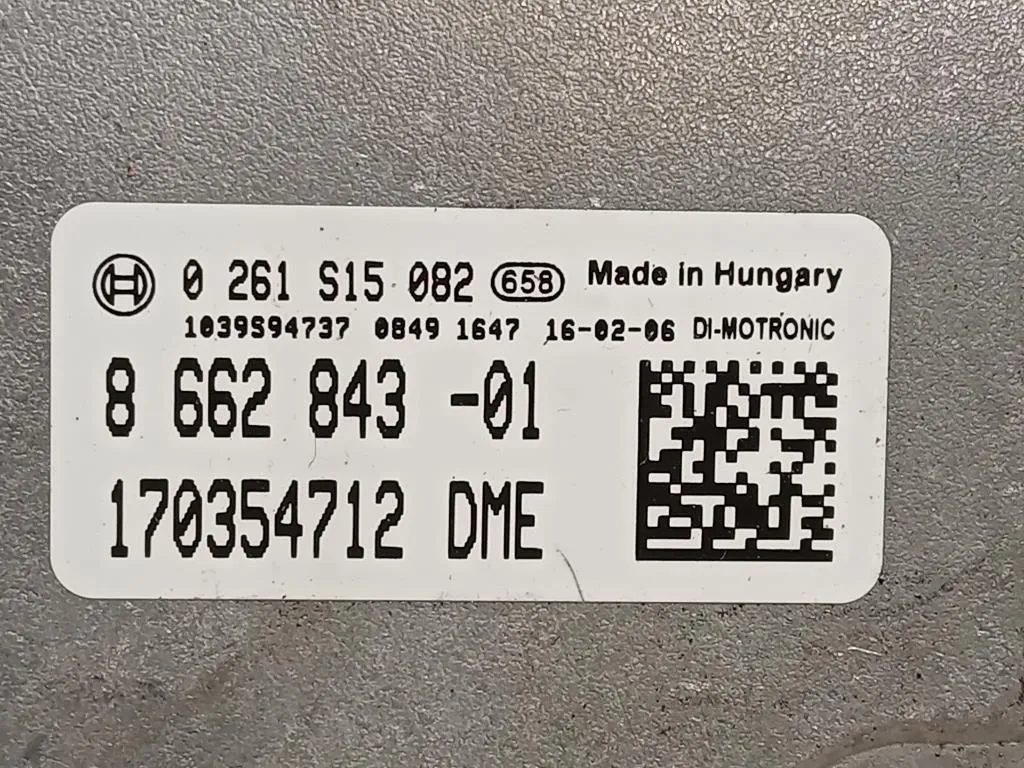 0 261 S15 082 658 Made in Hungary
1039S94737 0849 1647 16-02-06 DI-MOTRONIC
8 662 843 -01
170354712 DME